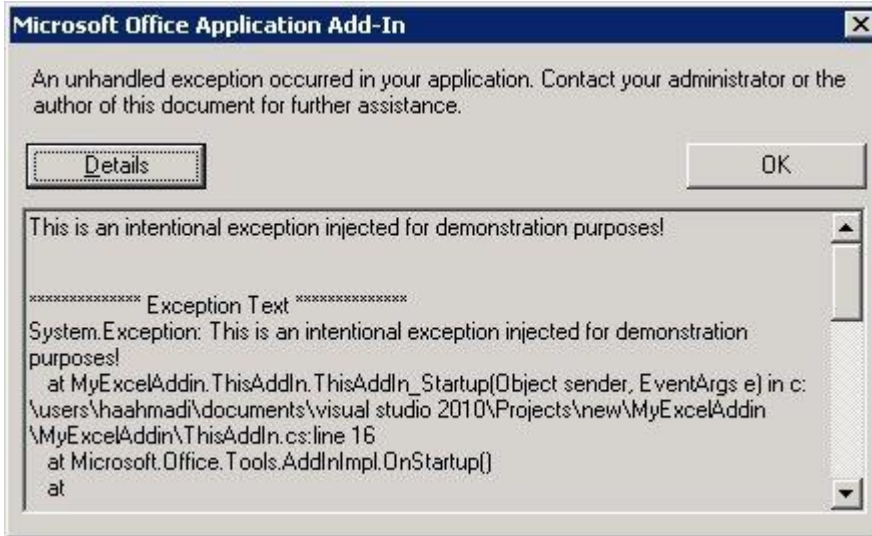 Microsoft Office Application Add-In
An unhandled exception occurred in your application. Contact your administrator or the
author of this document for further assistance.
Details
OK
This is an intentional exception injected for demonstration purposes!
************** Exception Text **************
System.Exception: This is an intentional exception injected for demonstration
purposes!
at MyExcelAddin.ThisAddIn.ThisAddIn_Startup(Object sender, EventArgs e) in c:
\users\haahmadi\documents\visual studio 2010\Projects\new\MyExcelAddin
\MyExcelAddin\ThisAddIn.cs:line 16
at Microsoft.Office.Tools.AddInImpl.OnStartup()
at